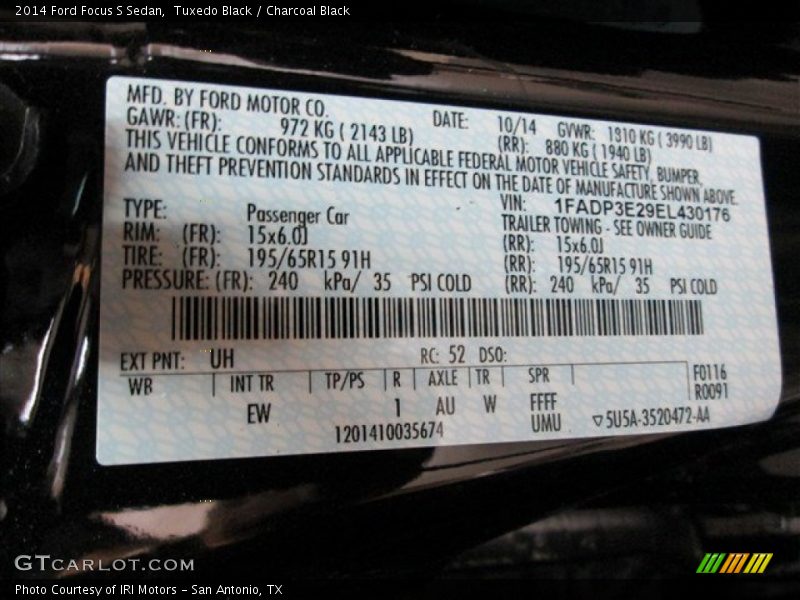 2014 Ford Focus S Sedan,  Tuxedo Black / Charcoal Black
MFD. BY FORD MOTOR CO. DATE: 10/14 GVWR: 1810 KG ( 3990 LB)
GAWR: (FR): 972 KG ( 2143 LB) (RR): 880 KG ( 1940 LB)
THIS VEHICLE CONFORMS TO ALL APPLICABLE FEDERAL MOTOR VEHICLE SAFETY, BUMPER,
AND THEFT PREVENTION STANDARDS IN EFFECT ON THE DATE OF MANUFACTURE SHOWN ABOVE.
VIN: 1FADP3E29EL430176
TYPE: Passenger Car TRAILER TOWING - SEE OWNER GUIDE
RIM: (FR): 15x6.0J (RR): 15x6.0J
TIRE: (FR): 195/65R15 91H (RR): 195/65R15 91H
PRESSURE: (FR): 240 kPa/ 35 PSI COLD (RR): 240 kPa/ 35 PSI COLD
EXT PNT: UH RC: 52 DSO:
WB INT TR TP/PS R AXLE TR SPR F0116
R0091
EW 1 AU W FFFF
1201410035674 UMU ▽5U5A-3520472-AA
GTCARLOT.COM
Photo Courtesy of IRI Motors – San Antonio, TX